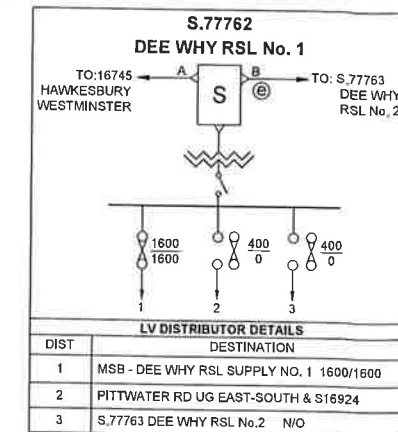 S.77762
DEE WHY RSL No. 1
TO:16745
HAWKESBURY
WESTMINSTER
A
S
B
e
TO: S.77763
DEE WHY
RSL No. 2
1600
1600
400
0
400
0
1
2
3
LV DISTRIBUTOR DETAILS
DIST
DESTINATION
1
MSB - DEE WHY RSL SUPPLY NO. 1 1600/1600
2
PITTWATER RD UG EAST-SOUTH & S16924
3
S.77763 DEE WHY RSL No.2 N/O